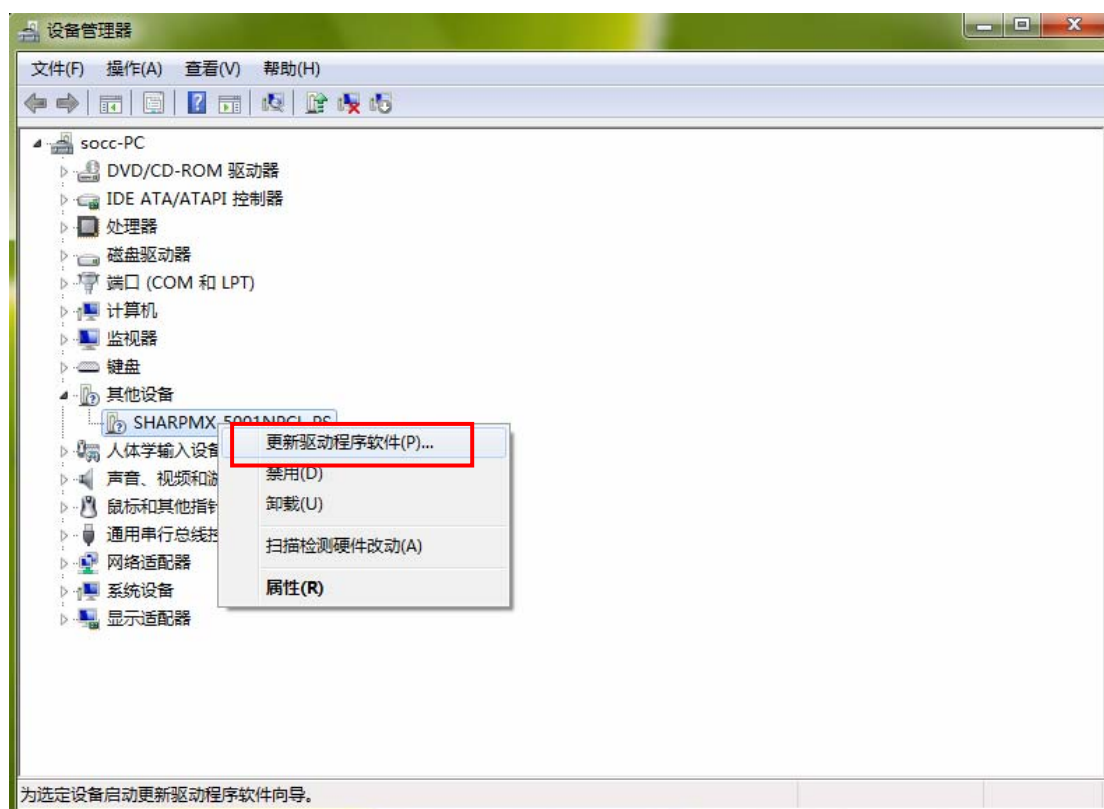 设备管理器
文件(F) 操作(A) 查看(V) 帮助(H)
socc-PC
DVD/CD-ROM 驱动器
IDE ATA/ATAPI 控制器
处理器
磁盘驱动器
端口 (COM 和 LPT)
计算机
监视器
键盘
其他设备
SHARPMX-5001NPCL-PS
更新驱动程序软件(P)...
人体学输入设备
禁用(D)
声音、视频和游
卸载(U)
鼠标和其他指针
通用串行总线控
扫描检测硬件改动(A)
网络适配器
系统设备
属性(R)
显示适配器
为选定设备启动更新驱动程序软件向导。